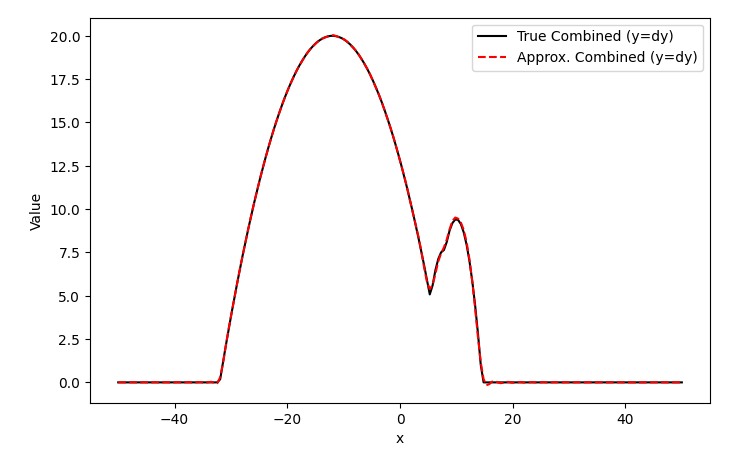 True Combined (y=dy)
Approx. Combined (y=dy)
20.0
17.5
15.0
12.5
10.0
7.5
5.0
2.5
0.0
Value
−40 −20 0 20 40
x